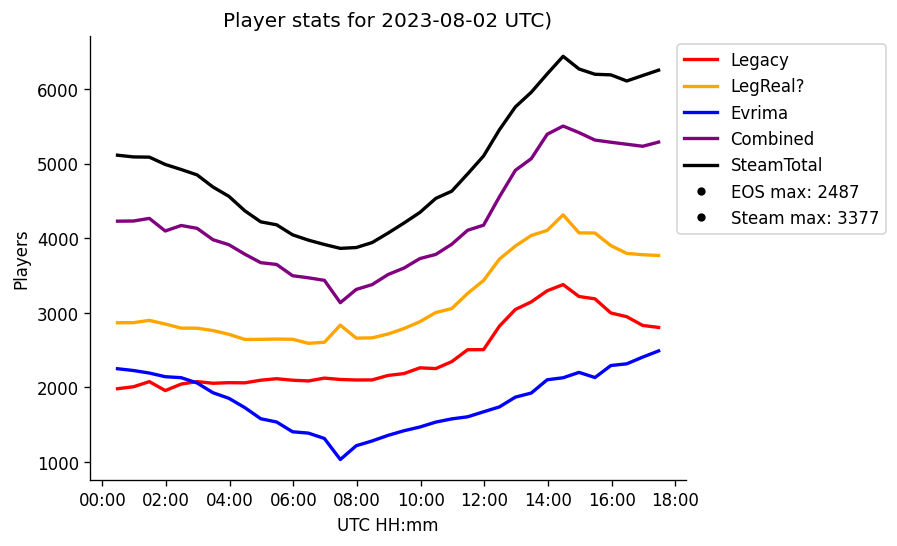 Player stats for 2023-08-02 UTC)
Legacy
LegReal?
Evrima
Combined
SteamTotal
EOS max: 2487
Steam max: 3377
Players
6000
5000
4000
3000
2000
1000
00:00 02:00 04:00 06:00 08:00 10:00 12:00 14:00 16:00 18:00
UTC HH:mm